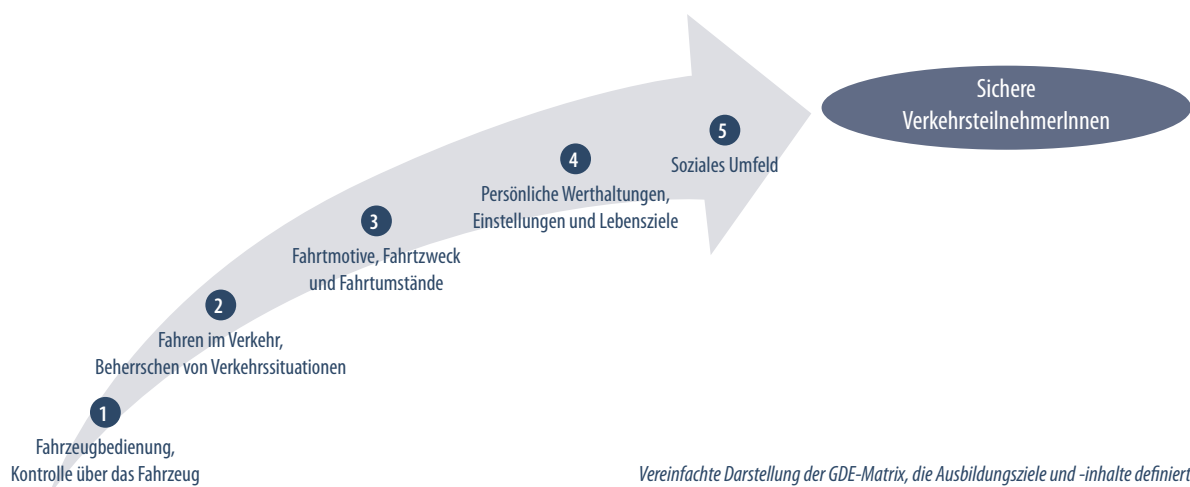 1
Fahrzeugbedienung,
Kontrolle über das Fahrzeug
2
Fahren im Verkehr,
Beherrschen von Verkehrssituationen
3
Fahrtmotive, Fahrtzweck
und Fahrtumstände
4
Persönliche Werthaltungen,
Einstellungen und Lebensziele
5
Soziales Umfeld
Sichere
VerkehrsteilnehmerInnen
Vereinfachte Darstellung der GDE-Matrix, die Ausbildungsziele und -inhalte definiert